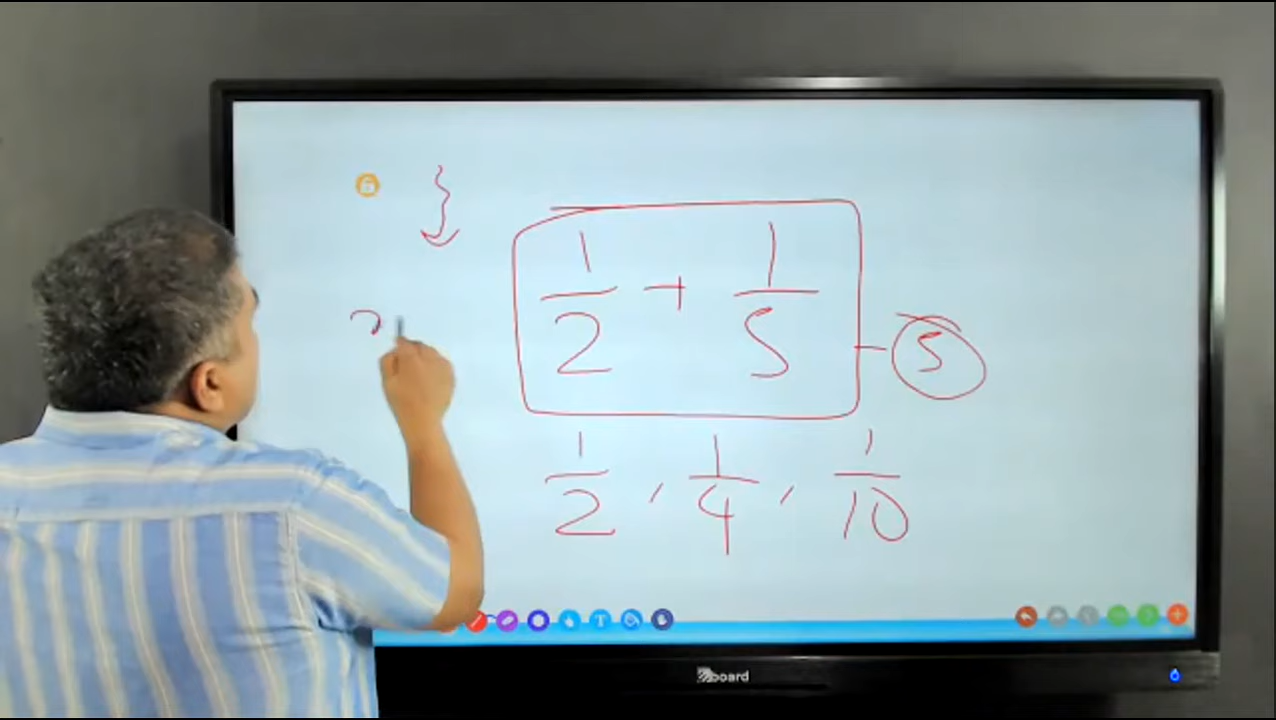 1/2 + 1/5 - 5
1/2 , 1/4 , 1/10
board